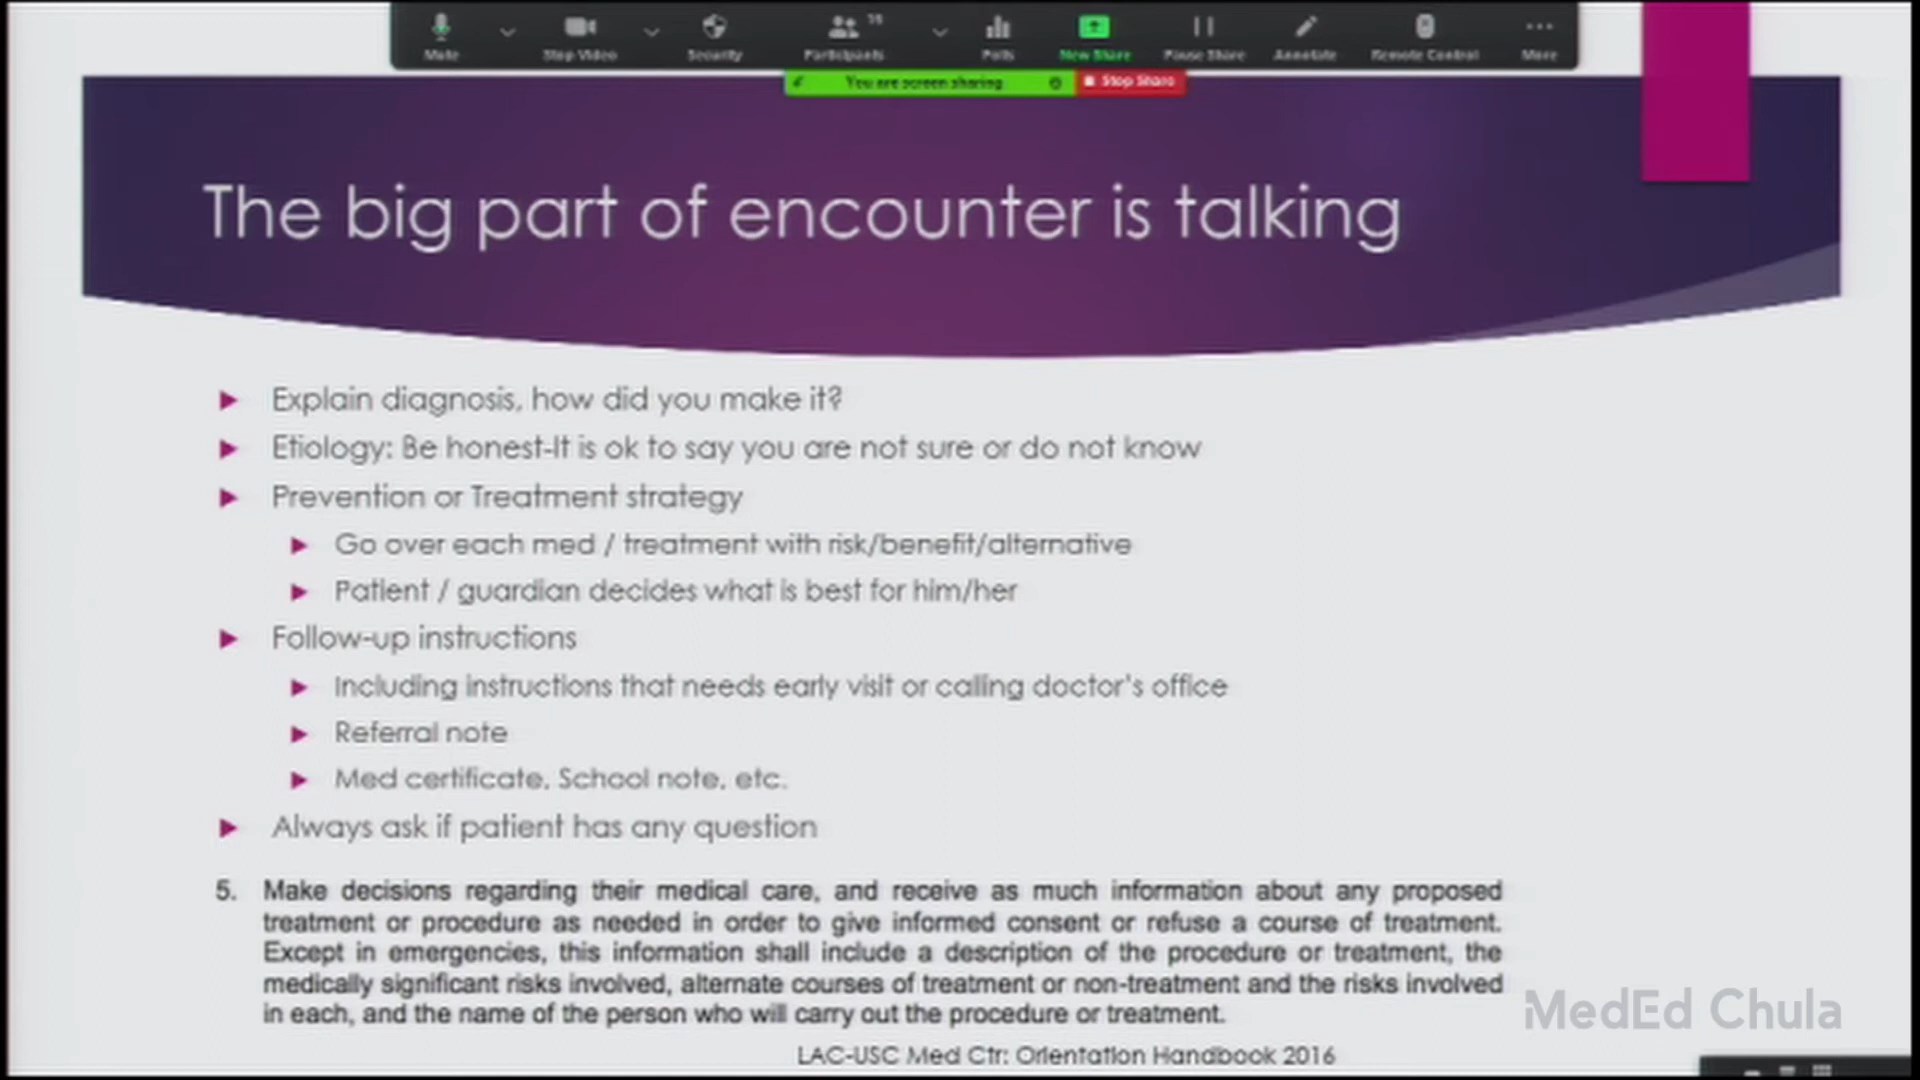 Mute
Stop Video
Security
Participants
16
Polls
New Share
Pause Share
Annotate
Remote Control
More
You are screen sharing
Stop Share
The big part of encounter is talking
Explain diagnosis, how did you make it?
Etiology: Be honest-It is ok to say you are not sure or do not know
Prevention or Treatment strategy
Go over each med / treatment with risk/benefit/alternative
Patient / guardian decides what is best for him/her
Follow-up instructions
Including instructions that needs early visit or calling doctor's office
Referral note
Med certificate, School note, etc.
Always ask if patient has any question
5. Make decisions regarding their medical care, and receive as much information about any proposed
treatment or procedure as needed in order to give informed consent or refuse a course of treatment.
Except in emergencies, this information shall include a description of the procedure or treatment, the
medically significant risks involved, alternate courses of treatment or non-treatment and the risks involved
in each, and the name of the person who will carry out the procedure or treatment.
MedEd Chula
LAC-USC Med Ctr: Orientation Handbook 2016